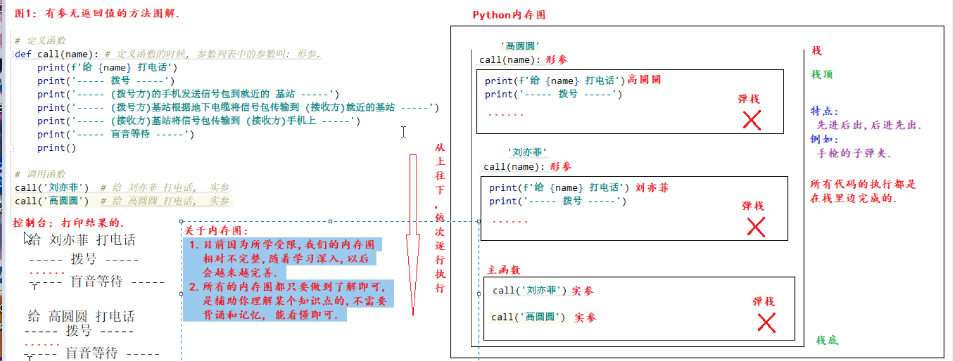 图1: 有参无返回值的方法图解.
# 定义函数
def call(name): # 定义函数的时候, 参数列表中的参数叫: 形参.
print(f'给 {name} 打电话')
print('----- 拨号 -----')
print('----- (拨号方)的手机发送信号包到就近的 基站 -----')
print('----- (拨号方)基站根据地下电缆将信号包传输到 (接收方)就近的基站 -----')
print('----- (接收方)基站将信号包传输到 (接收方)手机上 -----')
print('----- 盲音等待 -----')
print()
# 调用函数
call('刘亦菲') # 给 刘亦菲 打电话, 实参
call('高圆圆') # 给 高圆圆 打电话, 实参
控制台: 打印结果的.
给 刘亦菲 打电话
----- 拨号 -----
......
----- 盲音等待 -----
给 高圆圆 打电话
----- 拨号 -----
......
----- 盲音等待 -----
关于内存图:
1. 目前因为所学受限, 我们的内存图
相对不完整, 随着学习深入, 以后
会越来越完善.
2. 所有的内存图都只要做到了解即可,
是辅助你理解某个知识点的, 不需要
背诵和记忆, 能看懂即可.
从上往下, 依次逐行执行
Python内存图
'高圆圆'
call(name): 形参
print(f'给 {name} 打电话') 高圆圆
print('----- 拨号 -----')
......
弹栈
'刘亦菲'
call(name): 形参
print(f'给 {name} 打电话') 刘亦菲
print('----- 拨号 -----')
......
弹栈
主函数
call('刘亦菲') 实参
call('高圆圆') 实参
弹栈
栈
栈顶
特点:
先进后出, 后进先出.
例如:
手枪的子弹夹.
所有代码的执行都是
在栈里边完成的.
栈底